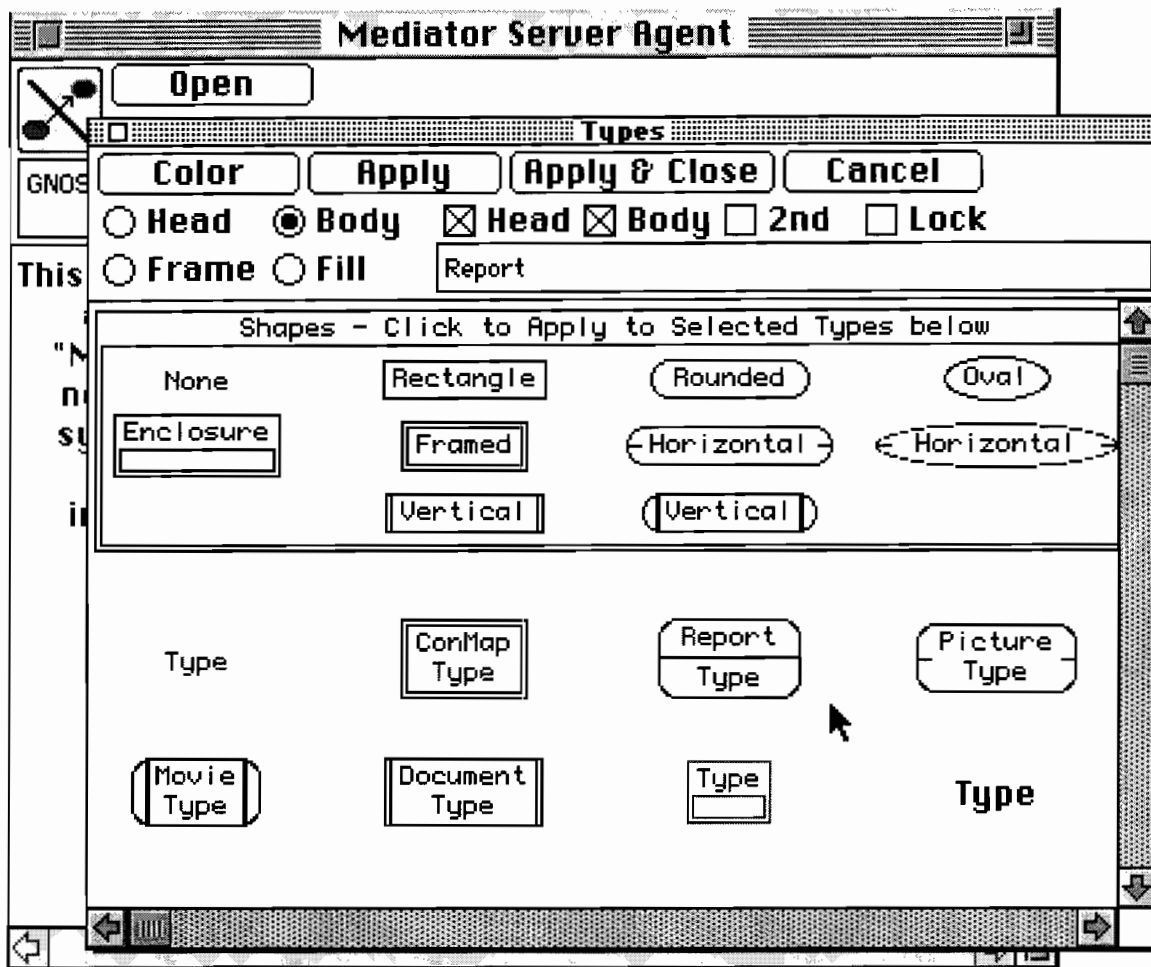 Mediator Server Agent
Open
Types
GNOS
Color Apply Apply & Close Cancel
Head Body Head Body 2nd Lock
This
Frame Fill Report
Shapes - Click to Apply to Selected Types below
"M
None Rectangle Rounded Oval
sy
Enclosure Framed Horizontal Horizontal
Vertical Vertical
Type
ConMap
Type
Report
Type
Picture
Type
Movie
Type
Document
Type
Type
Type